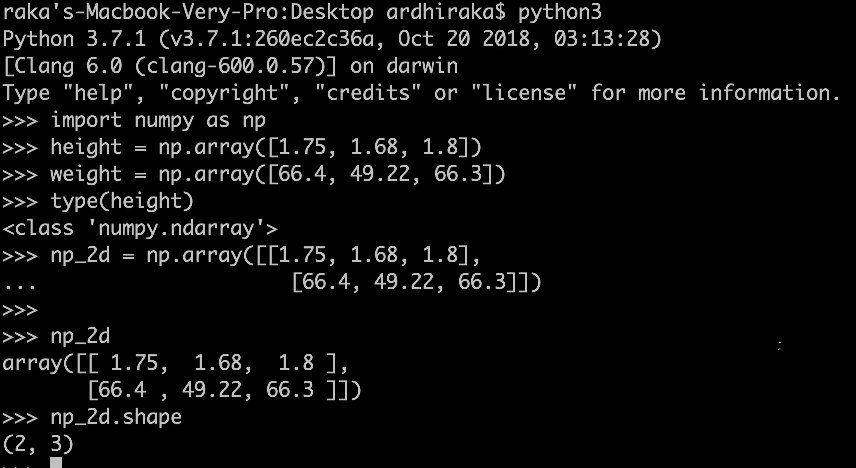 raka's-Macbook-Very-Pro:Desktop ardhiraka$ python3
Python 3.7.1 (v3.7.1:260ec2c36a, Oct 20 2018, 03:13:28)
[Clang 6.0 (clang-600.0.57)] on darwin
Type "help", "copyright", "credits" or "license" for more information.
>>> import numpy as np
>>> height = np.array([1.75, 1.68, 1.8])
>>> weight = np.array([66.4, 49.22, 66.3])
>>> type(height)
<class 'numpy.ndarray'>
>>> np_2d = np.array([[1.75, 1.68, 1.8],
...                     [66.4, 49.22, 66.3]])
>>>
>>> np_2d
array([[ 1.75,  1.68,  1.8 ],
       [66.4 , 49.22, 66.3 ]])
>>> np_2d.shape
(2, 3)
>>>